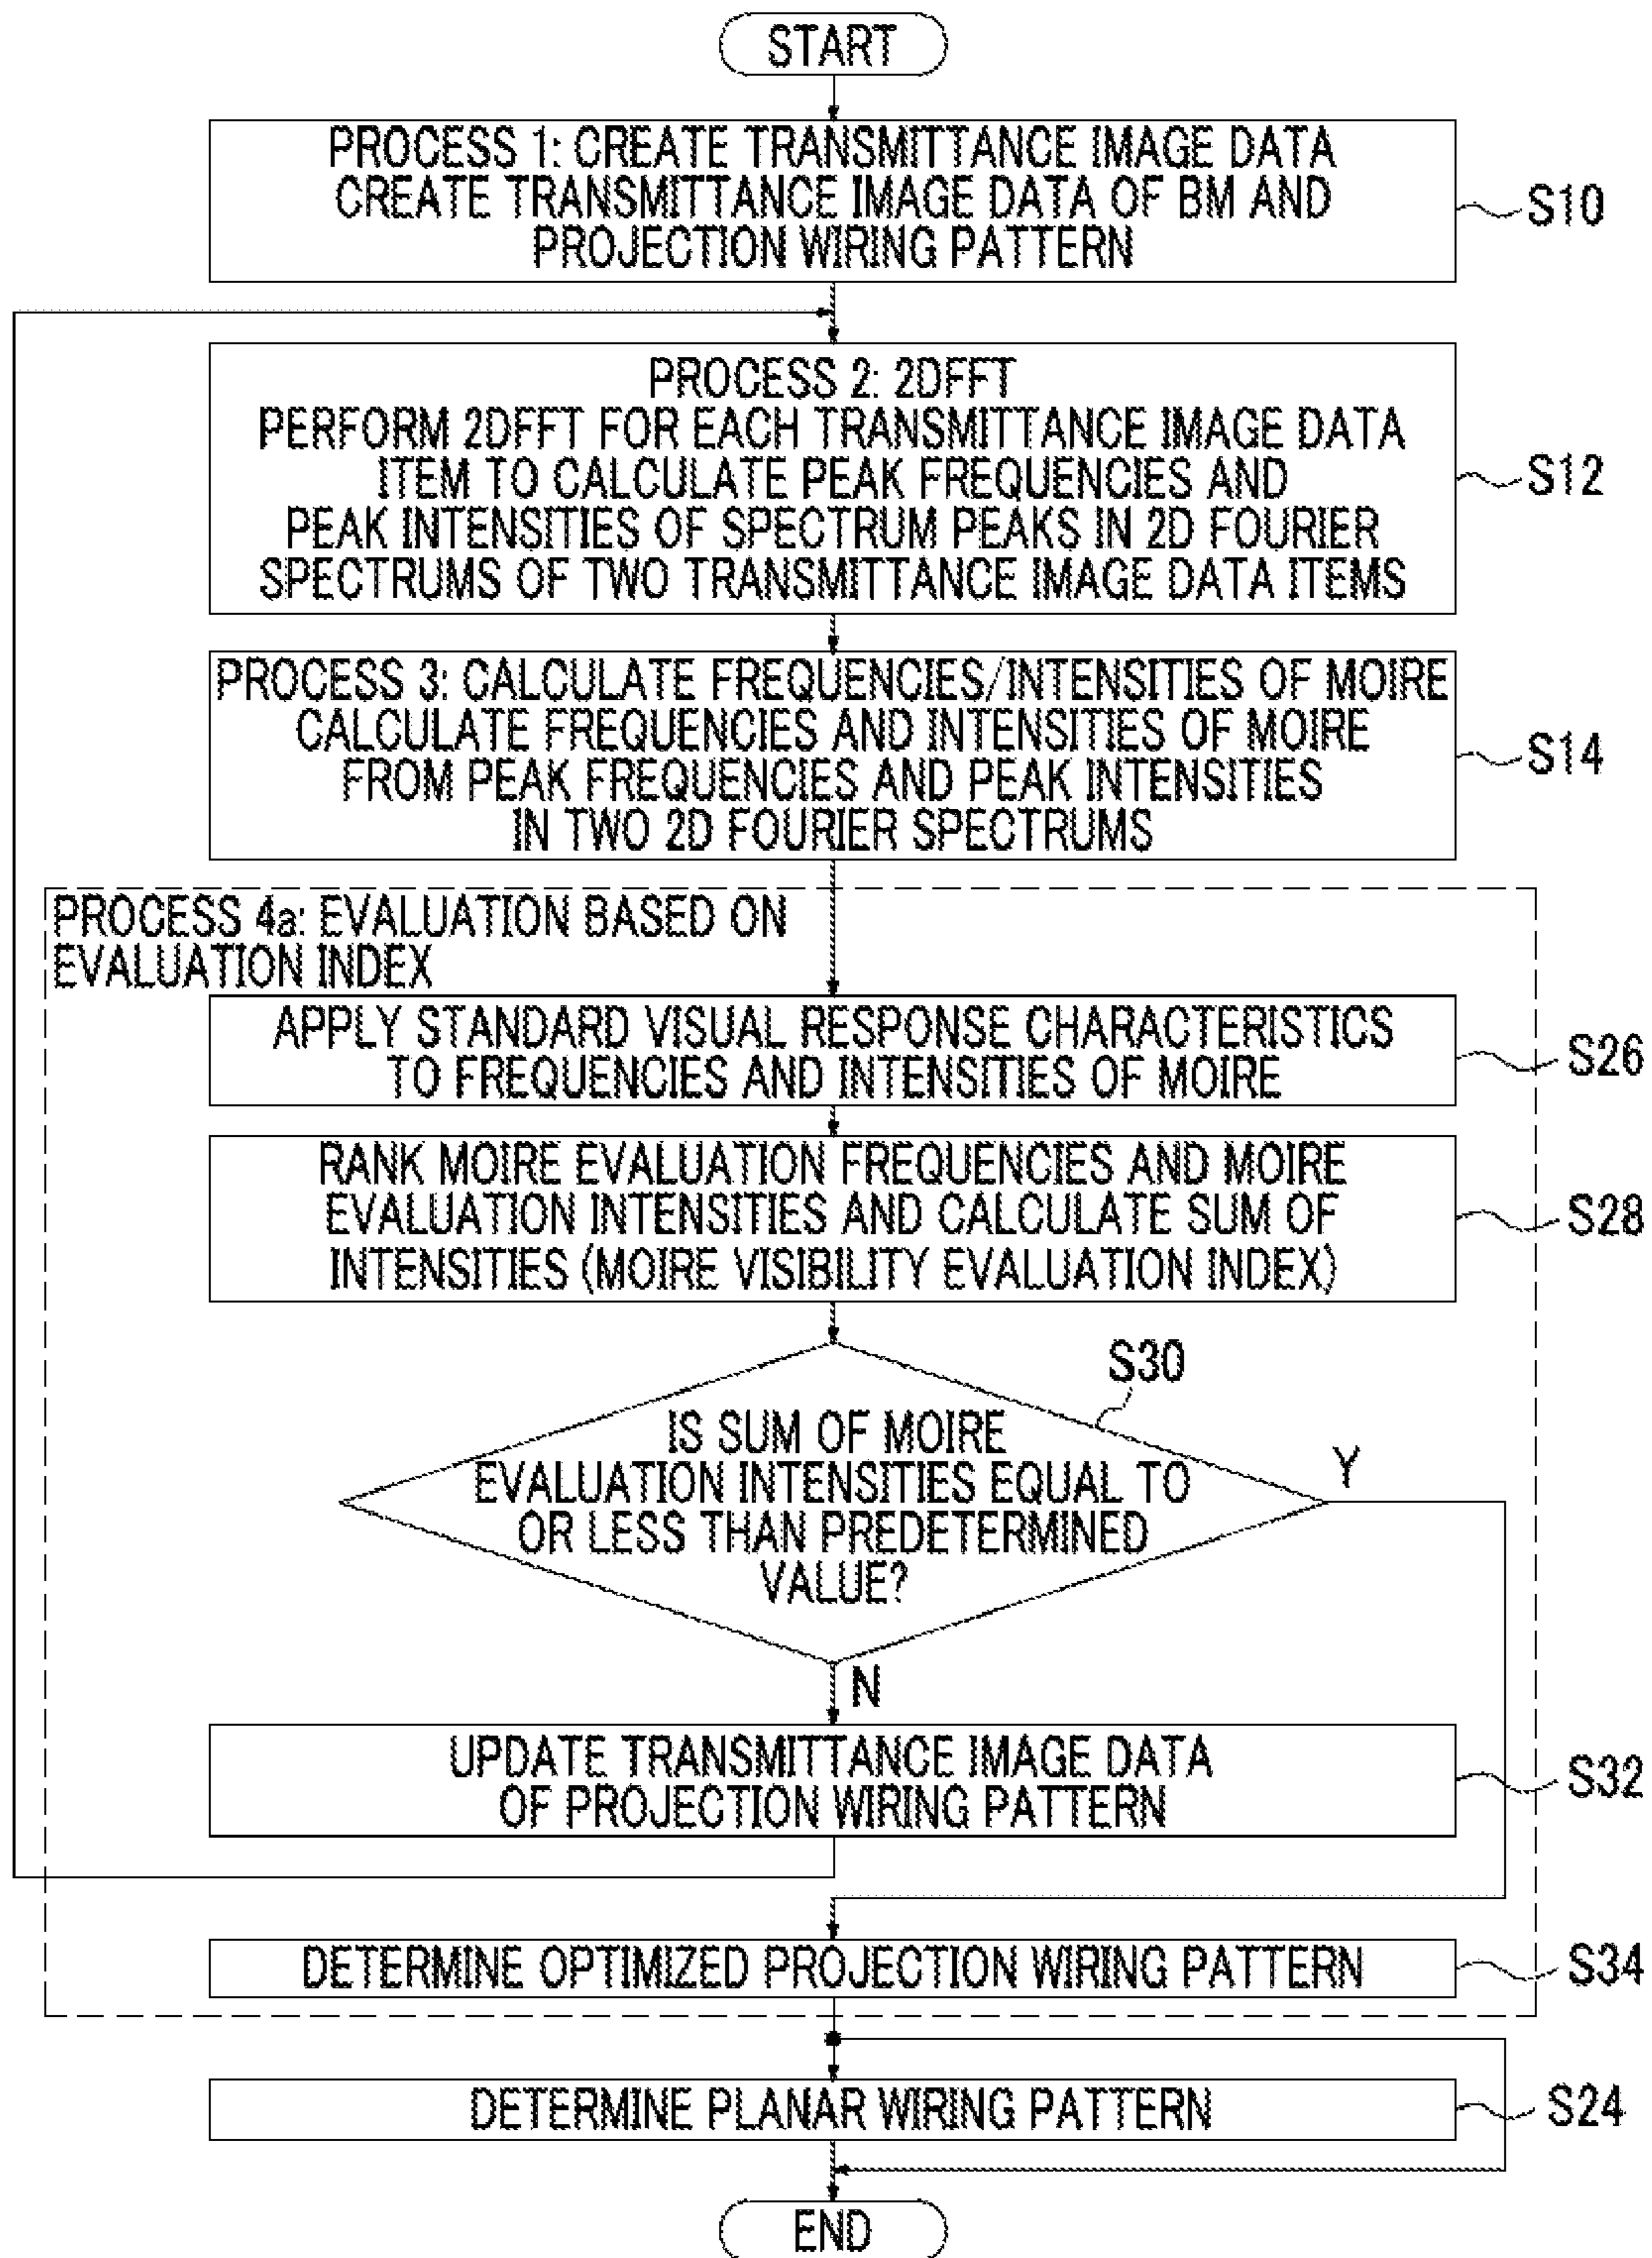 START
PROCESS 1: CREATE TRANSMITTANCE IMAGE DATA
CREATE TRANSMITTANCE IMAGE DATA OF BM AND
PROJECTION WIRING PATTERN
S10
PROCESS 2: 2DFFT
PERFORM 2DFFT FOR EACH TRANSMITTANCE IMAGE DATA
ITEM TO CALCULATE PEAK FREQUENCIES AND
PEAK INTENSITIES OF SPECTRUM PEAKS IN 2D FOURIER
SPECTRUMS OF TWO TRANSMITTANCE IMAGE DATA ITEMS
S12
PROCESS 3: CALCULATE FREQUENCIES/INTENSITIES OF MOIRE
CALCULATE FREQUENCIES AND INTENSITIES OF MOIRE
FROM PEAK FREQUENCIES AND PEAK INTENSITIES
IN TWO 2D FOURIER SPECTRUMS
S14
PROCESS 4a: EVALUATION BASED ON
EVALUATION INDEX
APPLY STANDARD VISUAL RESPONSE CHARACTERISTICS
TO FREQUENCIES AND INTENSITIES OF MOIRE
S26
RANK MOIRE EVALUATION FREQUENCIES AND MOIRE
EVALUATION INTENSITIES AND CALCULATE SUM OF
INTENSITIES (MOIRE VISIBILITY EVALUATION INDEX)
S28
S30
IS SUM OF MOIRE
EVALUATION INTENSITIES EQUAL TO
OR LESS THAN PREDETERMINED
VALUE?
Y
N
UPDATE TRANSMITTANCE IMAGE DATA
OF PROJECTION WIRING PATTERN
S32
DETERMINE OPTIMIZED PROJECTION WIRING PATTERN
S34
DETERMINE PLANAR WIRING PATTERN
S24
END